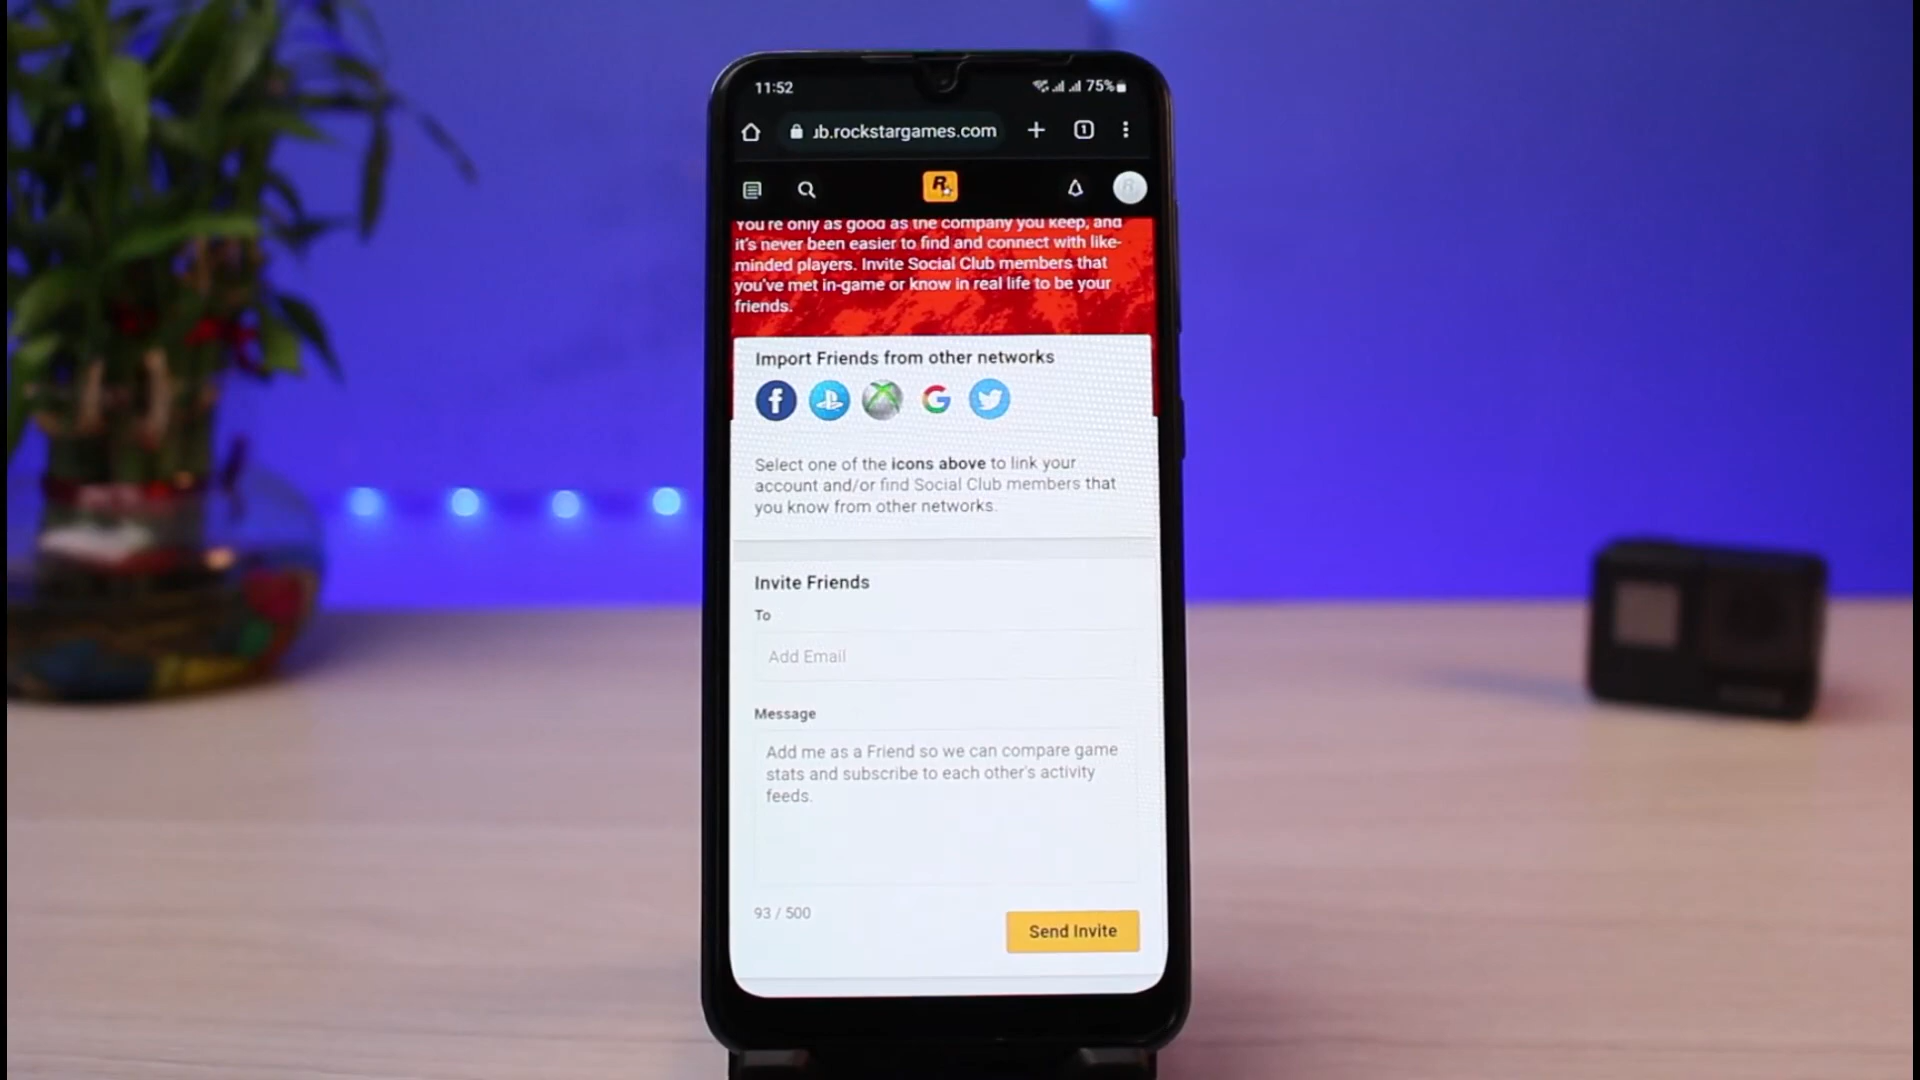 11:52
75%
ub.rockstargames.com
1
R
You're only as good as the company you keep, and
it's never been easier to find and connect with like-
minded players. Invite Social Club members that
you've met in-game or know in real life to be your
friends.
Import Friends from other networks
Select one of the icons above to link your
account and/or find Social Club members that
you know from other networks.
Invite Friends
To
Add Email
Message
Add me as a Friend so we can compare game
stats and subscribe to each other's activity
feeds.
93 / 500
Send Invite